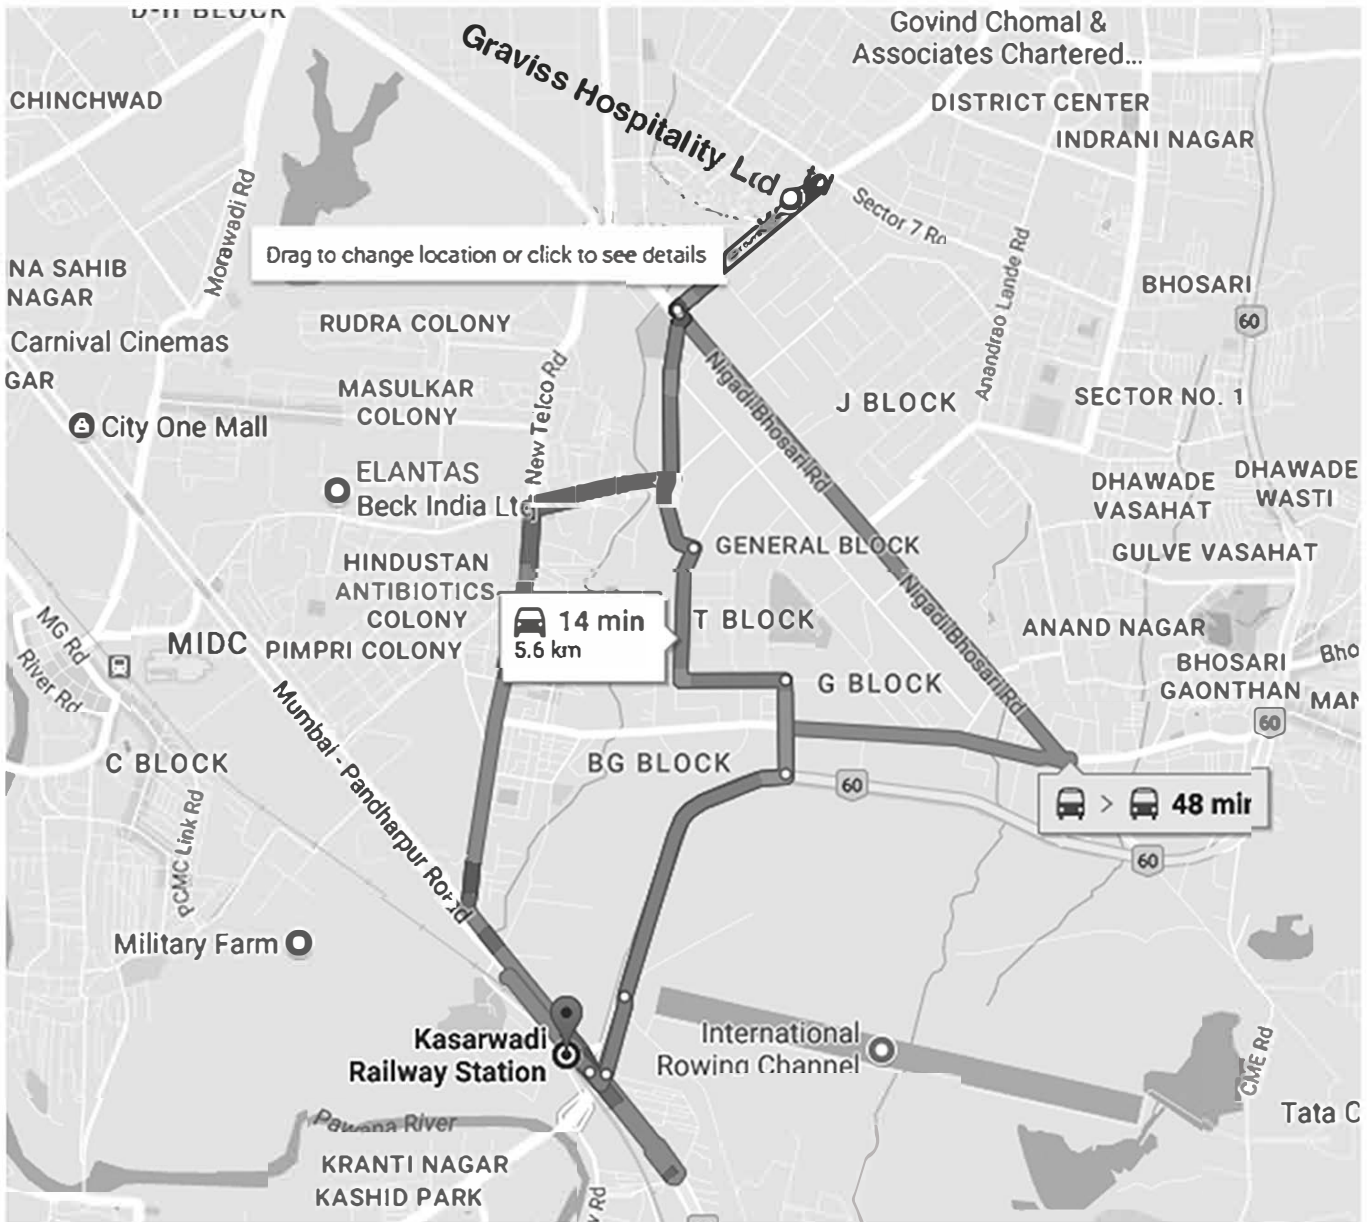 D-II BLOCK
Govind Chomal &
Associates Chartered...
CHINCHWAD
DISTRICT CENTER
INDRANI NAGAR
Graviss Hospitality Ltd
Morawadi Rd
Sector 7 Rd
Drag to change location or click to see details
NA SAHIB
NAGAR
Anandrao Lande Rd
BHOSARI
60
RUDRA COLONY
Carnival Cinemas
GAR
MASULKAR
COLONY
New Telco Rd
Nigadi Bhosari Rd
J BLOCK
SECTOR NO. 1
City One Mall
ELANTAS
Beck India Ltd
DHAWADE
VASAHAT
DHAWADE
WASTI
GENERAL BLOCK
GULVE VASAHAT
HINDUSTAN
ANTIBIOTICS
COLONY
Nigadi Bhosari Rd
MG Rd
River Rd
MIDC
PIMPRI COLONY
14 min
5.6 km
T BLOCK
ANAND NAGAR
BHOSARI
GAONTHAN
Bho
MAN
G BLOCK
60
Mumbai - Pandharpur Road
C BLOCK
BG BLOCK
60
> 48 min
60
PCMC Link Rd
Military Farm
Kasarwadi
Railway Station
International
Rowing Channel
CME Rd
Tata C
Pawana River
KRANTI NAGAR
KASHID PARK
v Rd